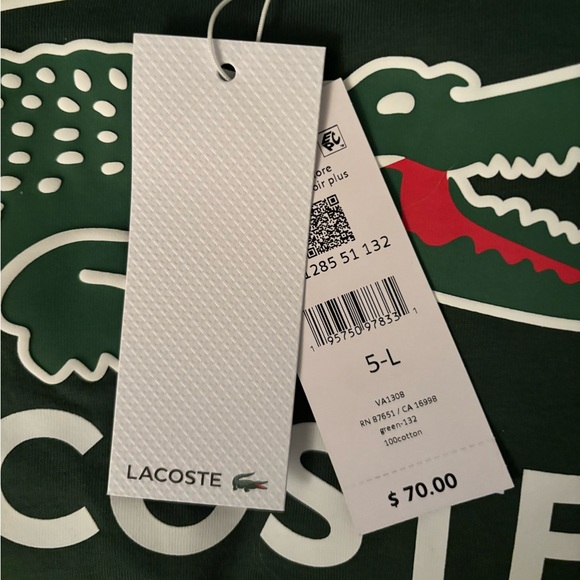 LACOSTE
ore
oir plus
1285 51 132
1 95750 97833 1
5-L
VA130B
RN 87651 / CA 16998
green-132
100cotton
$ 70.00
COSTE